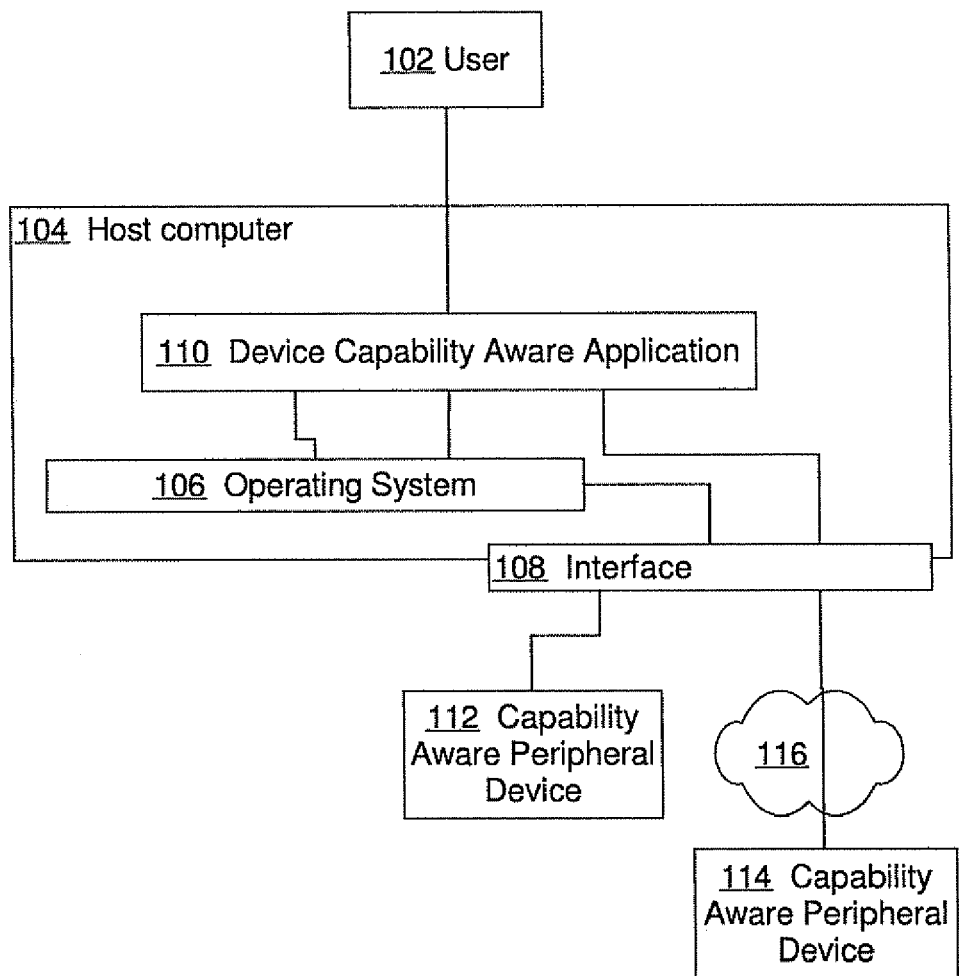 102 User
104 Host computer
110 Device Capability Aware Application
106 Operating System
108 Interface
112 Capability
Aware Peripheral
Device
116
114 Capability
Aware Peripheral
Device